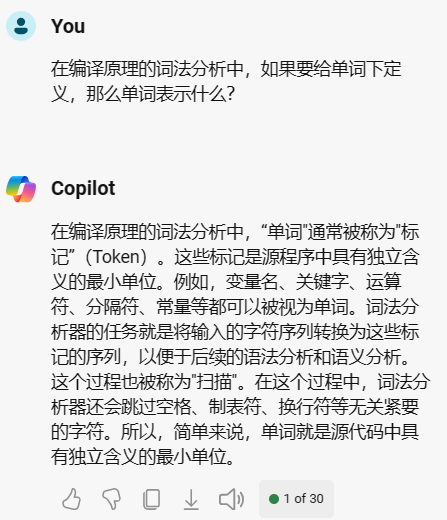 You
在编译原理的词法分析中，如果要给单词下定
义，那么单词表示什么？
Copilot
在编译原理的词法分析中，“单词"通常被称为"标
记”（Token）。这些标记是源程序中具有独立含
义的最小单位。例如，变量名、关键字、运算
符、分隔符、常量等都可以被视为单词。词法分
析器的任务就是将输入的字符序列转换为这些标
记的序列，以便于后续的语法分析和语义分析。
这个过程也被称为"扫描"。在这个过程中，词法分
析器还会跳过空格、制表符、换行符等无关紧要
的字符。所以，简单来说，单词就是源代码中具
有独立含义的最小单位。
1 of 30